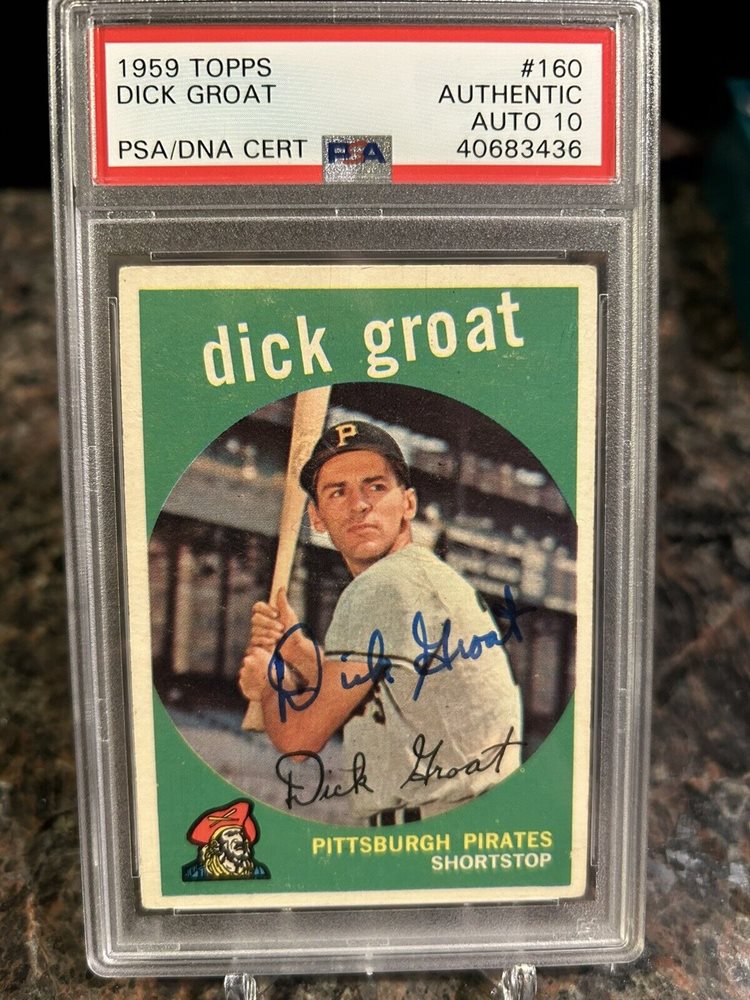 1959 TOPPS #160
DICK GROAT AUTHENTIC
AUTO 10
PSA/DNA CERT PSA 40683436
dick groat
P
Dick Groat
Dick Groat
PITTSBURGH PIRATES
SHORTSTOP